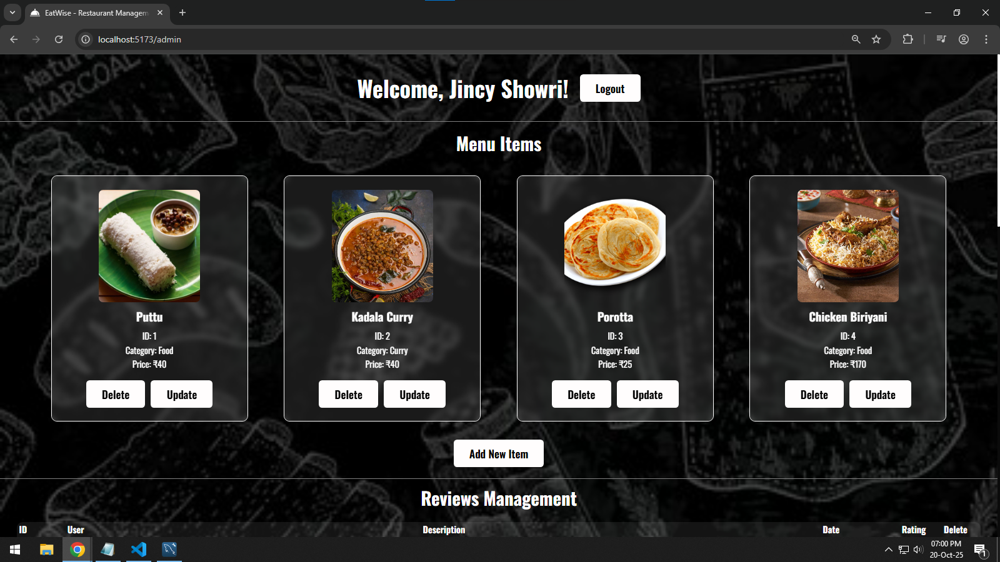 EatWise - Restaurant Managem
localhost:5173/admin
Natu
CHARCOAL
Welcome, Jincy Showri!
Logout
Menu Items
Puttu
ID: 1
Category: Food
Price: ₹40
Delete
Update
Kadala Curry
ID: 2
Category: Curry
Price: ₹40
Delete
Update
Porotta
ID: 3
Category: Food
Price: ₹25
Delete
Update
Chicken Biriyani
ID: 4
Category: Food
Price: ₹170
Delete
Update
Add New Item
Reviews Management
ID User Description Date Rating Delete
07:00 PM
20-Oct-25
1